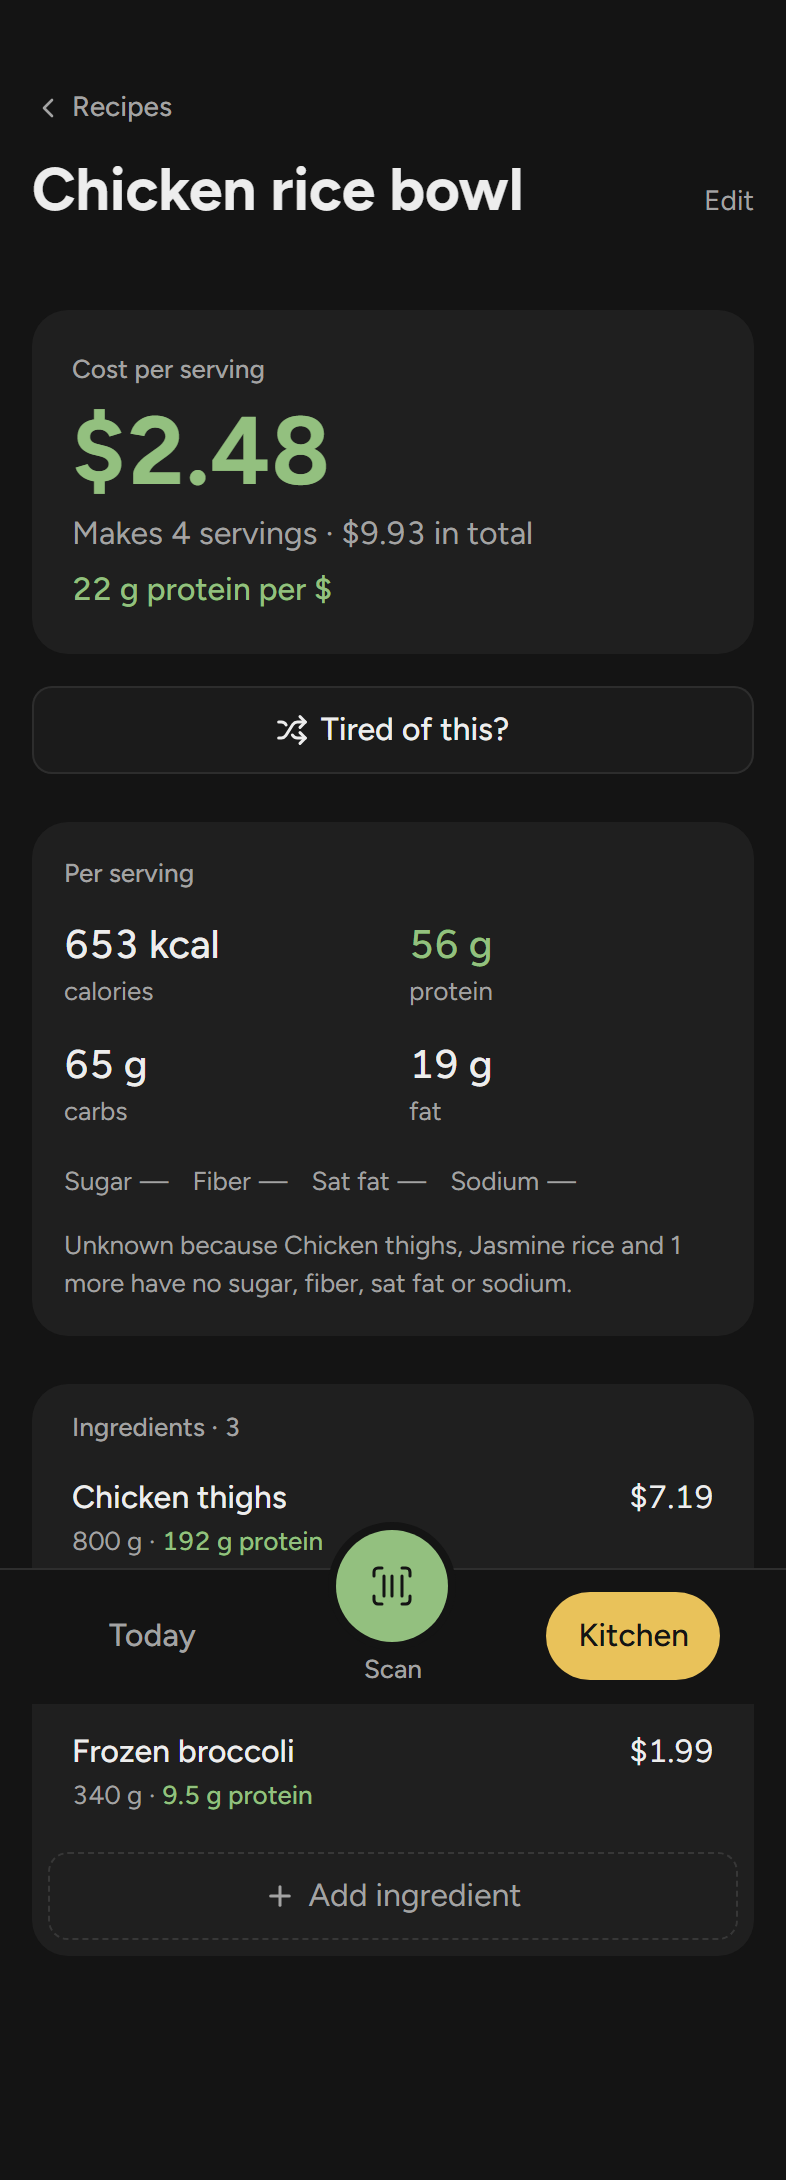 Recipes
Chicken rice bowl
Edit
Cost per serving
$2.48
Makes 4 servings · $9.93 in total
22 g protein per $
Tired of this?
Per serving
653 kcal
calories
56 g
protein
65 g
carbs
19 g
fat
Sugar — Fiber — Sat fat — Sodium —
Unknown because Chicken thighs, Jasmine rice and 1
more have no sugar, fiber, sat fat or sodium.
Ingredients · 3
Chicken thighs $7.19
800 g · 192 g protein
Today
Scan
Kitchen
Frozen broccoli $1.99
340 g · 9.5 g protein
+ Add ingredient